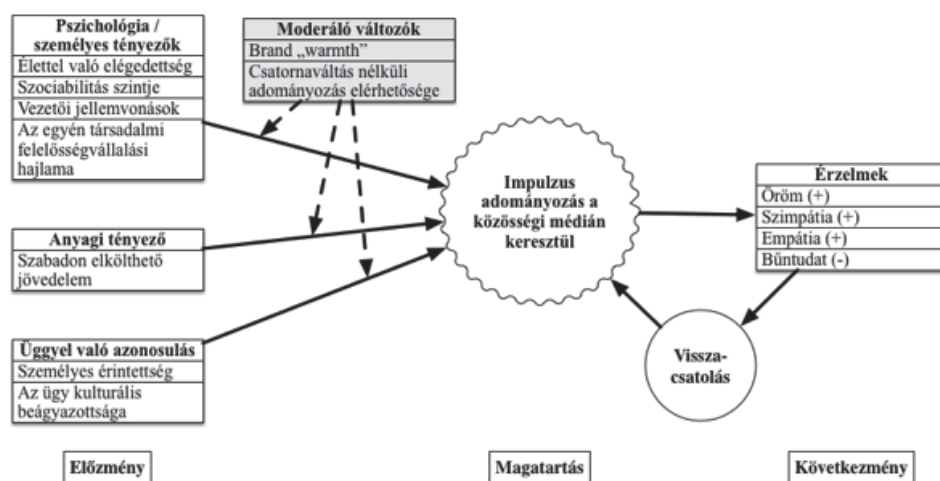 Pszichológia /
személyes tényezők
Élettel való elégedettség
Szociabilitás szintje
Vezetői jellemvonások
Az egyén társadalmi
felelősségvállalási
hajlama
Moderáló változók
Brand „warmth”
Csatornaváltás nélküli
adományozás elérhetősége
Anyagi tényező
Szabadon elkölthető
jövedelem
Üggyel való azonosulás
Személyes érintettség
Az ügy kulturális
beágyazottsága
Impulzus
adományozás a
közösségi médián
keresztül
Érzelmek
Öröm (+)
Szimpátia (+)
Empátia (+)
Bűntudat (-)
Vissza-
csatolás
Előzmény
Magatartás
Következmény